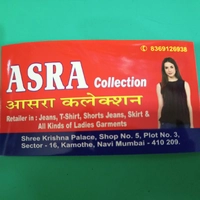 ✆ 8369126938
ASRA Collection
आसरा कलेक्शन
Retailer in : Jeans, T-Shirt, Shorts Jeans, Skirt &
All Kinds of Ladies Garments
Shree Krishna Palace, Shop No. 5, Plot No. 3,
Sector - 16, Kamothe, Navi Mumbai - 410 209.